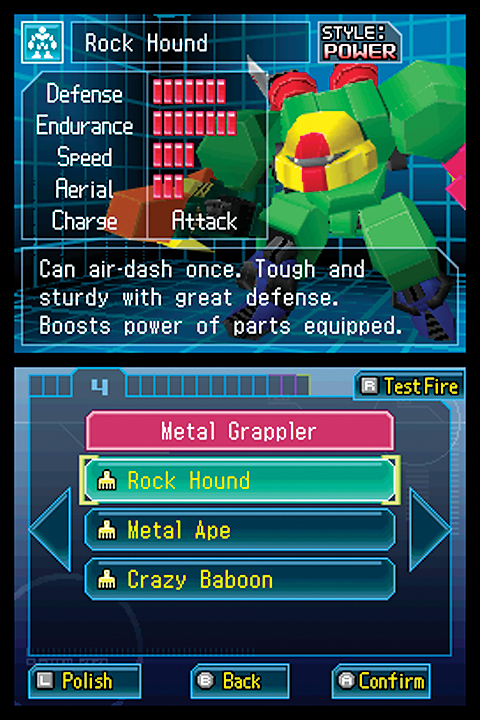 Rock Hound
STYLE:
POWER
Defense
Endurance
Speed
Aerial
Charge Attack
Can air-dash once. Tough and
sturdy with great defense.
Boosts power of parts equipped.
4
R Test Fire
Metal Grappler
Rock Hound
Metal Ape
Crazy Baboon
L Polish
B Back
A Confirm